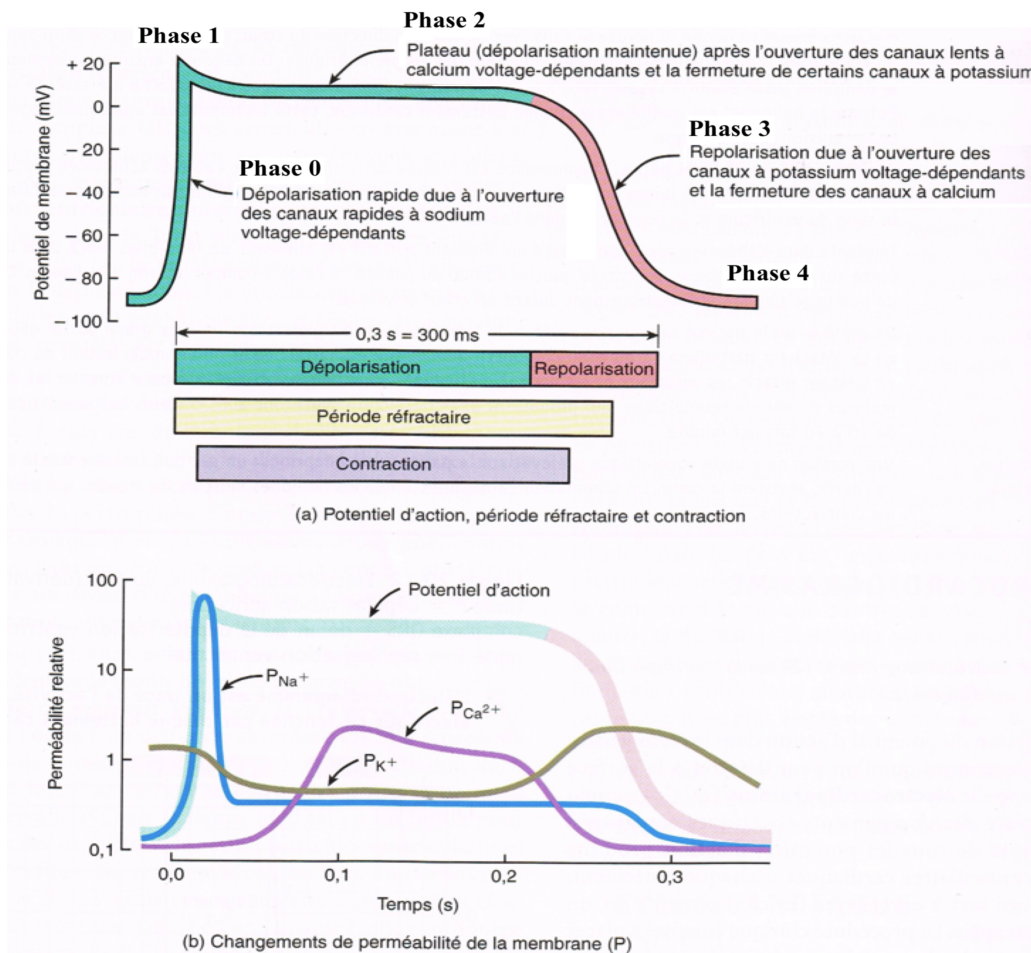 Phase 1
Phase 2
Plateau (dépolarisation maintenue) après l'ouverture des canaux lents à
calcium voltage-dépendants et la fermeture de certains canaux à potassium
+ 20
0
– 20
– 40
– 60
– 80
– 100
Potentiel de membrane (mV)
Phase 0
Dépolarisation rapide due à l'ouverture
des canaux rapides à sodium
voltage-dépendants
Phase 3
Repolarisation due à l'ouverture des
canaux à potassium voltage-dépendants
et la fermeture des canaux à calcium
Phase 4
0,3 s = 300 ms
Dépolarisation
Repolarisation
Période réfractaire
Contraction
(a) Potentiel d'action, période réfractaire et contraction
100
10
1
0,1
Perméabilité relative
Potentiel d'action
PNa+
PCa2+
PK+
0,0
0,1
0,2
0,3
Temps (s)
(b) Changements de perméabilité de la membrane (P)